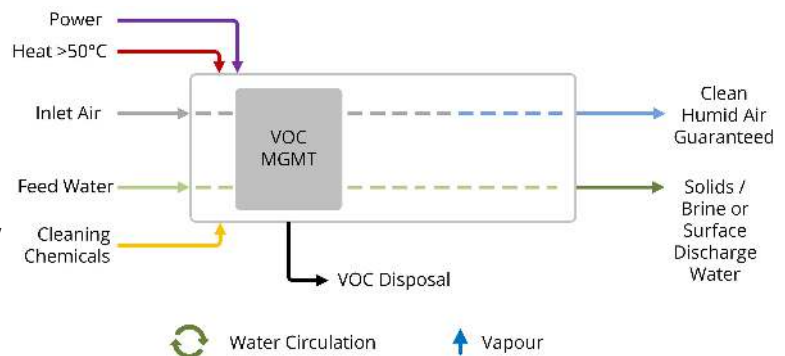 Power
Heat >50°C
Inlet Air
Feed Water
Cleaning
Chemicals
VOC
MGMT
VOC Disposal
Clean
Humid Air
Guaranteed
Solids /
Brine or
Surface
Discharge
Water
Water Circulation
Vapour